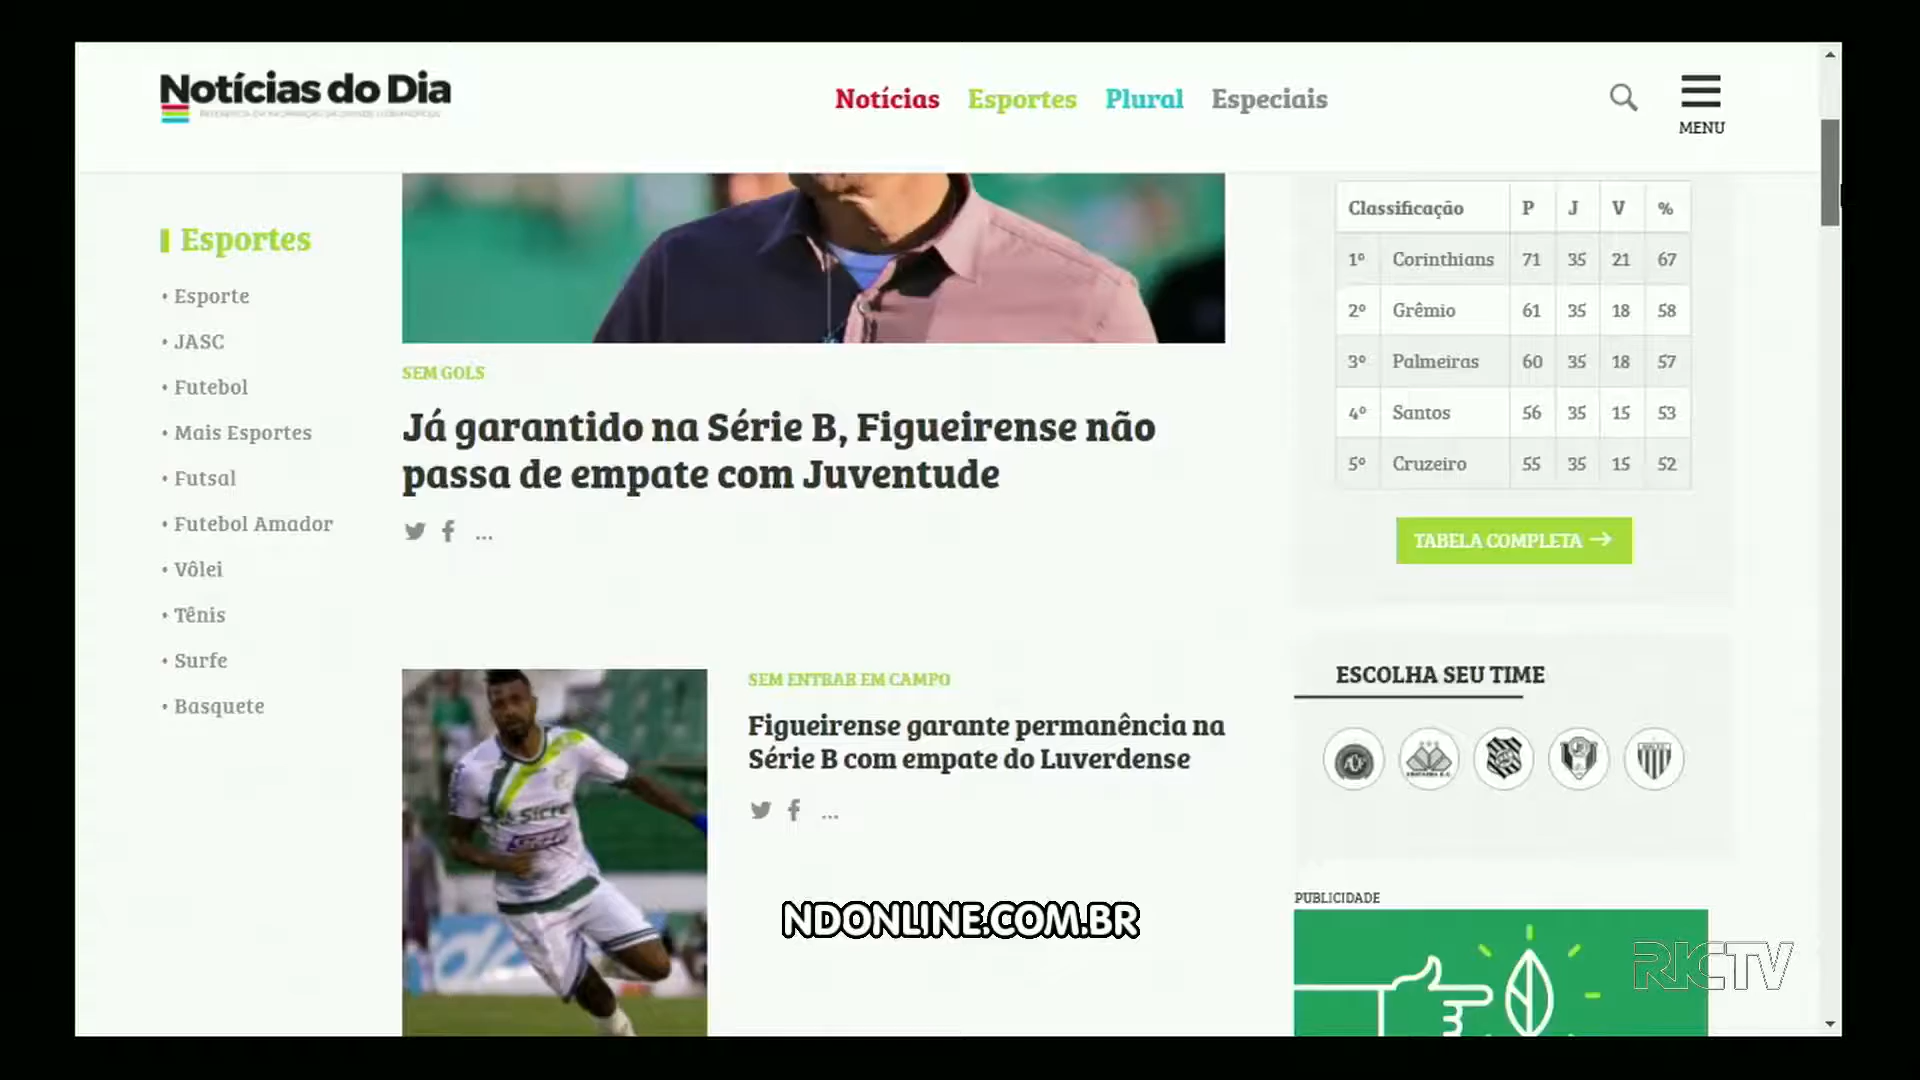 Notícias do Dia
Notícias Esportes Plural Especiais
MENU
Esportes
• Esporte
• JASC
• Futebol
• Mais Esportes
• Futsal
• Futebol Amador
• Vôlei
• Tênis
• Surfe
• Basquete
SEM GOLS
Já garantido na Série B, Figueirense não
passa de empate com Juventude
...
SEM ENTRAR EM CAMPO
Figueirense garante permanência na
Série B com empate do Luverdense
...
Sicre
NDONLINE.COM.BR
Classificação P J V %
1º Corinthians 71 35 21 67
2º Grêmio 61 35 18 58
3º Palmeiras 60 35 18 57
4º Santos 56 35 15 53
5º Cruzeiro 55 35 15 52
TABELA COMPLETA →
ESCOLHA SEU TIME
PUBLICIDADE
RICTV